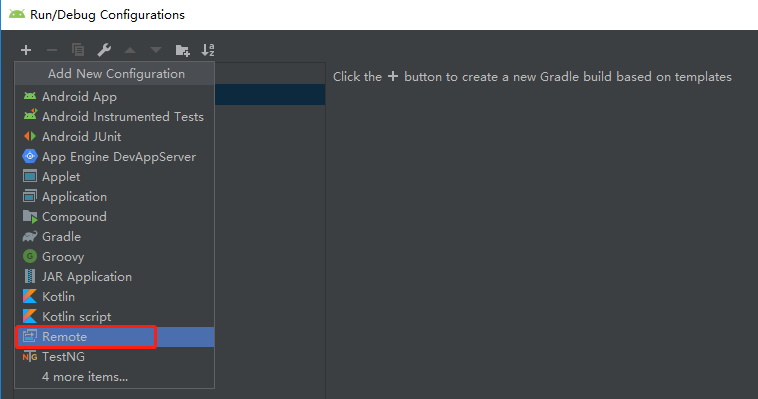 Run/Debug Configurations
Add New Configuration
Click the + button to create a new Gradle build based on templates
Android App
Android Instrumented Tests
Android JUnit
App Engine DevAppServer
Applet
Application
Compound
Gradle
Groovy
JAR Application
Kotlin
Kotlin script
Remote
TestNG
4 more items...